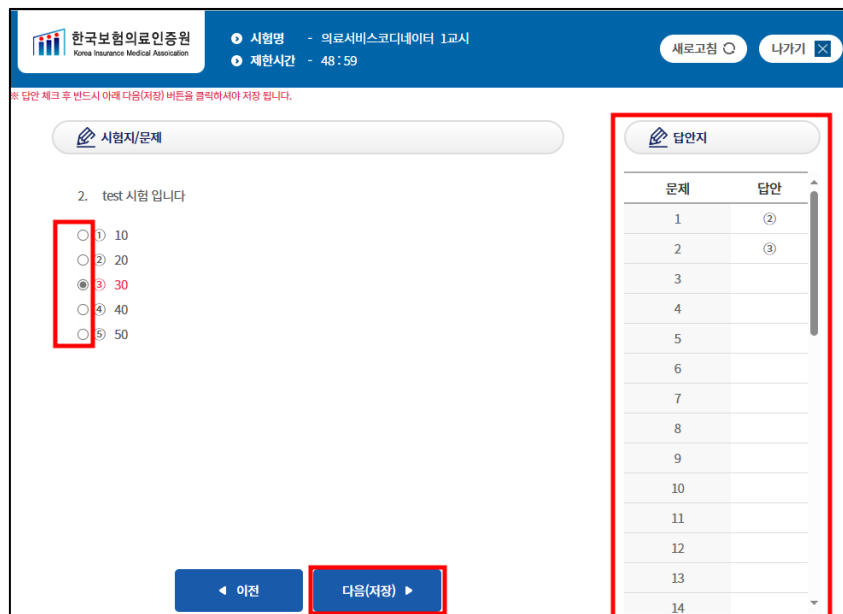 한국보험의료인증원
Korea Insurance Medical Assoication
시험명 - 의료서비스코디네이터 1교시
제한시간 - 48:59
새로고침
나가기
※ 답안 체크 후 반드시 아래 다음(저장) 버튼을 클릭하셔야 저장 됩니다.
시험지/문제
2. test 시험 입니다
① 10
② 20
③ 30
④ 40
⑤ 50
이전
다음(저장)
답안지
문제 답안
1 ②
2 ③
3
4
5
6
7
8
9
10
11
12
13
14